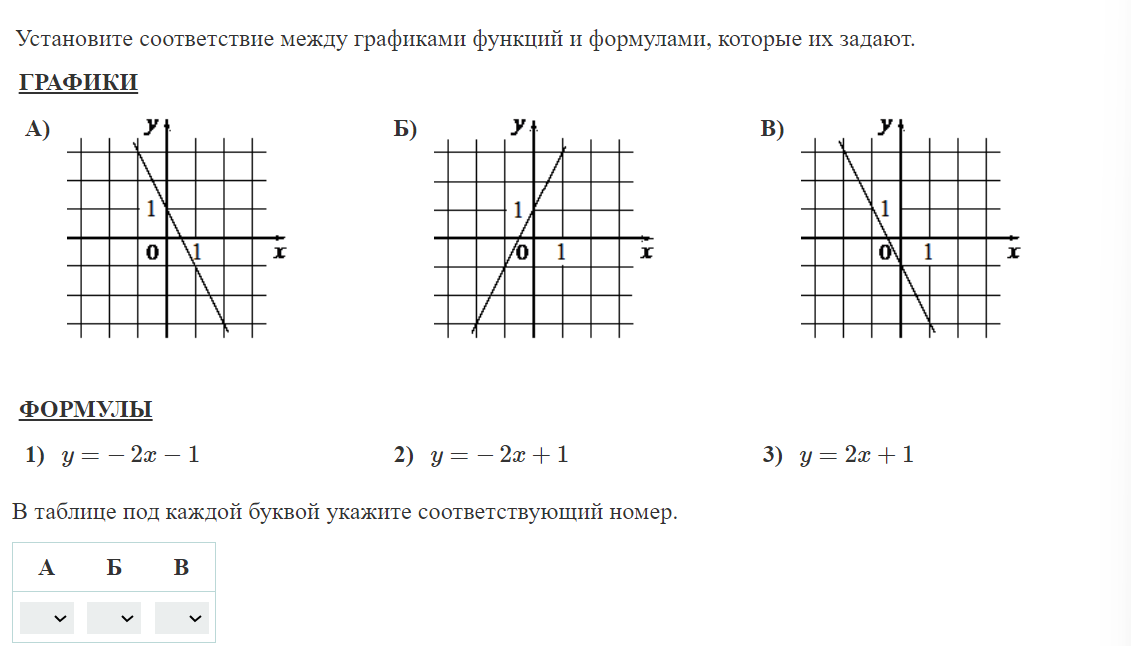 Установите соответствие между графиками функций и формулами, которые их задают.
ГРАФИКИ
А) y 1 0 1 x
Б) y 1 0 1 x
В) y 1 0 1 x
ФОРМУЛЫ
1) y = − 2x − 1 2) y = − 2x + 1 3) y = 2x + 1
В таблице под каждой буквой укажите соответствующий номер.
А Б В